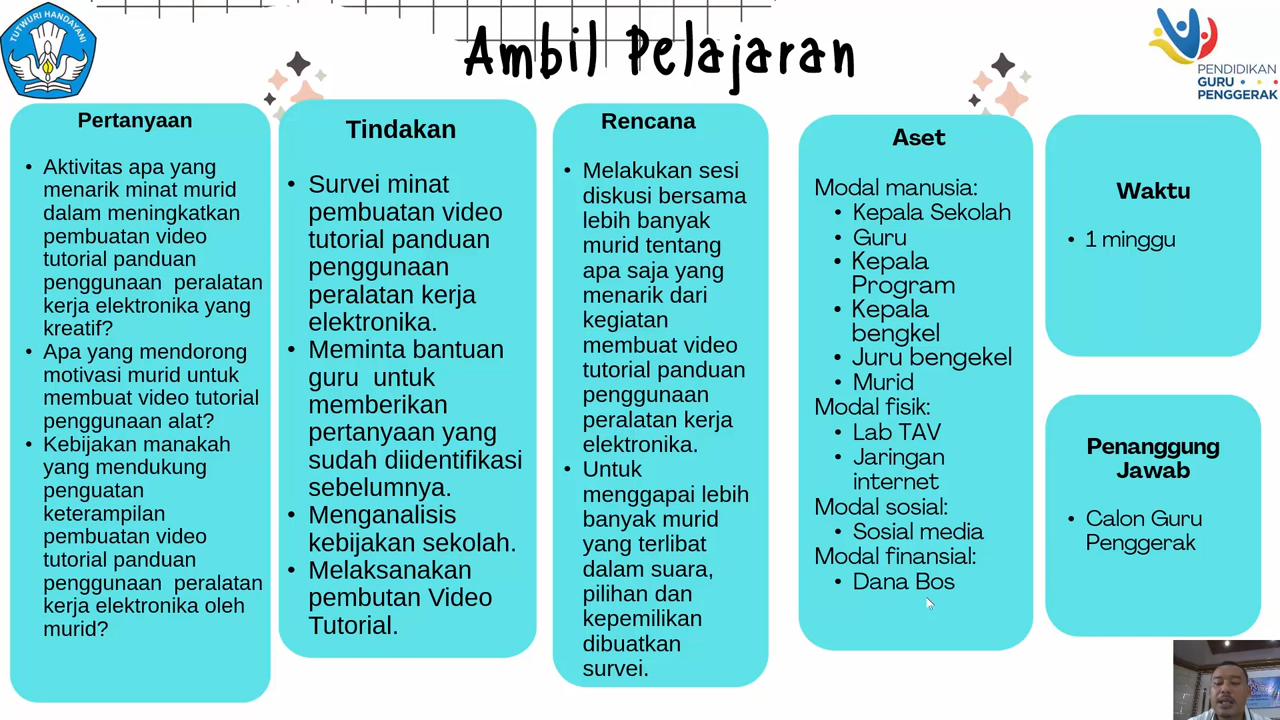 TUTWURI HANDAYANI
Ambil Pelajaran
PENDIDIKAN
GURU
PENGGERAK
Pertanyaan
• Aktivitas apa yang
menarik minat murid
dalam meningkatkan
pembuatan video
tutorial panduan
penggunaan peralatan
kerja elektronika yang
kreatif?
• Apa yang mendorong
motivasi murid untuk
membuat video tutorial
penggunaan alat?
• Kebijakan manakah
yang mendukung
penguatan
keterampilan
pembuatan video
tutorial panduan
penggunaan peralatan
kerja elektronika oleh
murid?
Tindakan
• Survei minat
pembuatan video
tutorial panduan
penggunaan
peralatan kerja
elektronika.
• Meminta bantuan
guru untuk
memberikan
pertanyaan yang
sudah diidentifikasi
sebelumnya.
• Menganalisis
kebijakan sekolah.
• Melaksanakan
pembutan Video
Tutorial.
Rencana
• Melakukan sesi
diskusi bersama
lebih banyak
murid tentang
apa saja yang
menarik dari
kegiatan
membuat video
tutorial panduan
penggunaan
peralatan kerja
elektronika.
• Untuk
menggapai lebih
banyak murid
yang terlibat
dalam suara,
pilihan dan
kepemilikan
dibuatkan
survei.
Aset
Modal manusia:
• Kepala Sekolah
• Guru
• Kepala
Program
• Kepala
bengkel
• Juru bengekel
• Murid
Modal fisik:
• Lab TAV
• Jaringan
internet
Modal sosial:
• Sosial media
Modal finansial:
• Dana Bos
Waktu
• 1 minggu
Penanggung
Jawab
• Calon Guru
Penggerak